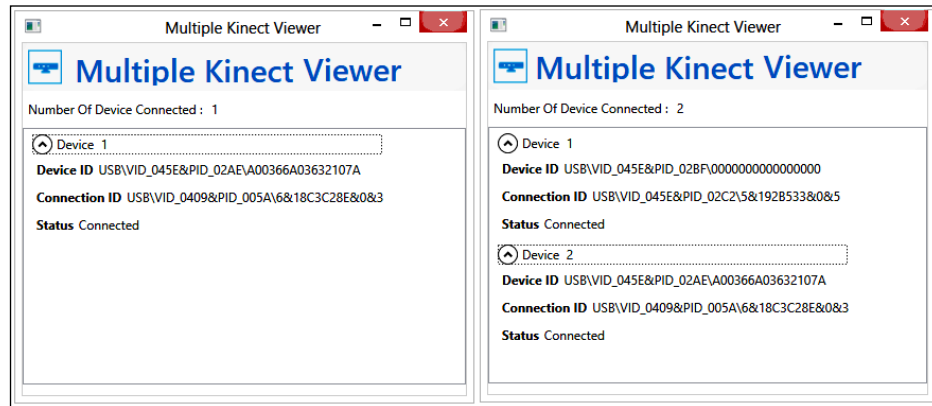 Multiple Kinect Viewer
Multiple Kinect Viewer
Number Of Device Connected : 1
Device 1
Device ID USB\VID_045E&PID_02AE\A00366A03632107A
Connection ID USB\VID_0409&PID_005A\6&18C3C28E&0&3
Status Connected
Multiple Kinect Viewer
Multiple Kinect Viewer
Number Of Device Connected : 2
Device 1
Device ID USB\VID_045E&PID_02BF\0000000000000000
Connection ID USB\VID_045E&PID_02C2\5&192B533&0&5
Status Connected
Device 2
Device ID USB\VID_045E&PID_02AE\A00366A03632107A
Connection ID USB\VID_0409&PID_005A\6&18C3C28E&0&3
Status Connected